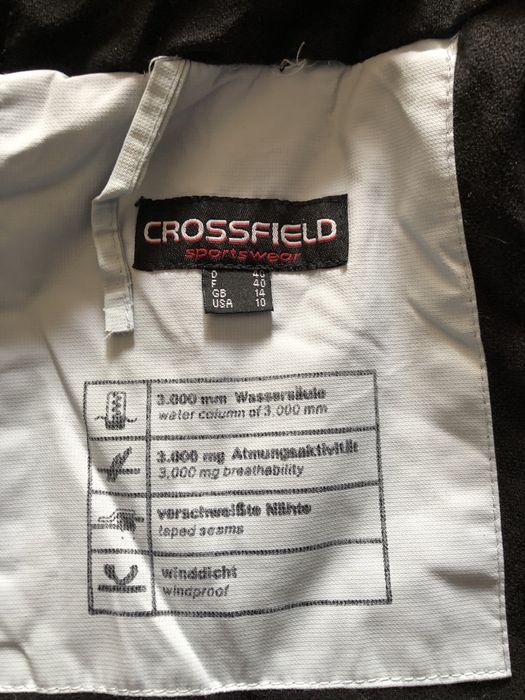 CROSSFIELD
sportswear
D
F 40
GB 14
USA 10
3.000 mm Wassersäule
water column of 3,000 mm
3.000 mg Atmungsaktivität
3,000 mg breathability
verschweißte Nähte
taped seams
winddicht
windproof